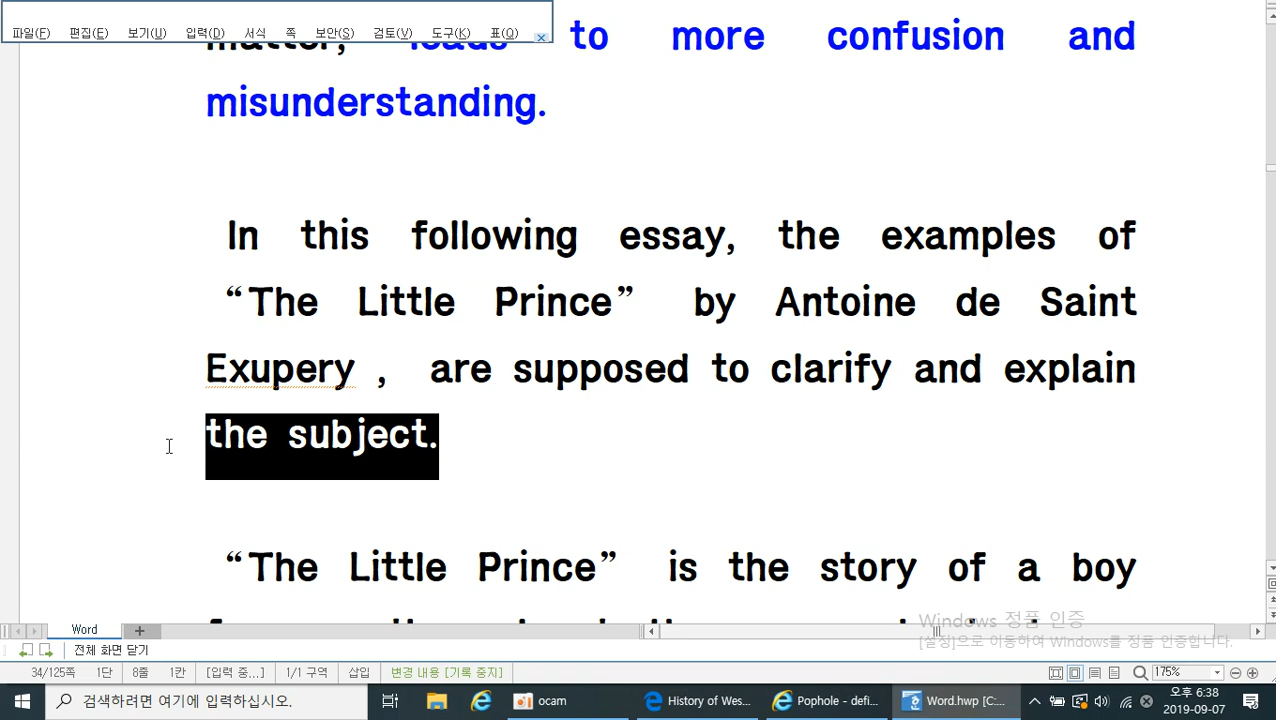 파일(F) 편집(E) 보기(U) 입력(D) 서식 쪽 보안(S) 검토(V) 도구(K) 표(Q)
matter, leads to more confusion and
misunderstanding.
In this following essay, the examples of
“The Little Prince” by Antoine de Saint
Exupery , are supposed to clarify and explain
the subject.
“The Little Prince” is the story of a boy
Windows 정품 인증
[설정]으로 이동하여 Windows를 정품 인증합니다.
Word
전체 화면 닫기
34/125쪽 1단 8줄 1칸 [입력 중...] 1/1 구역 삽입 변경 내용 [기록 중지] 175%
검색하려면 여기에 입력하십시오. ocam History of Wes... Pophole - defi... Word.hwp [C:... 오후 6:38
2019-09-07